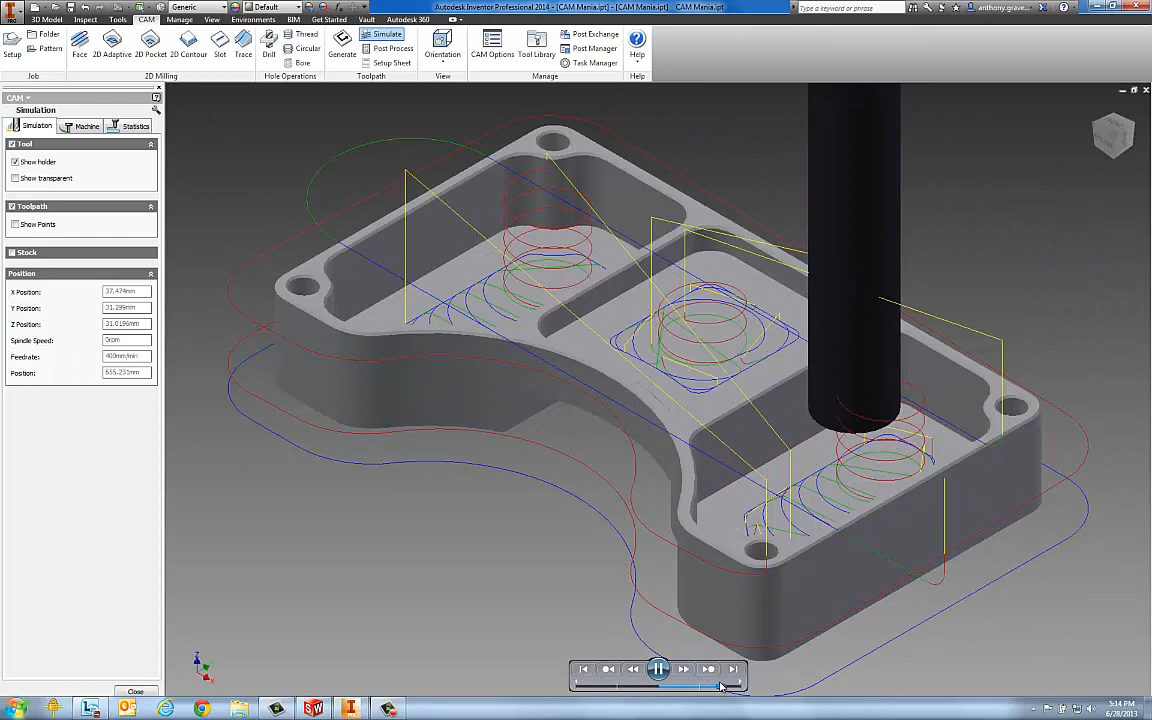 Generic
Default
Autodesk Inventor Professional 2014 - [CAM Mania.ipt] - [CAM Mania.ipt] CAM Mania.ipt
Type a keyword or phrase
anthony.grave...
PRO
3D Model Inspect Tools CAM Manage View Environments BIM Get Started Vault Autodesk 360
Setup
Folder
Pattern
Job
Face
2D Adaptive
2D Pocket
2D Contour
Slot
Trace
2D Milling
Drill
Thread
Circular
Bore
Hole Operations
Generate
Simulate
Post Process
Setup Sheet
Toolpath
Orientation
View
CAM Options
Tool Library
Post Exchange
Post Manager
Task Manager
Manage
Help
Help
CAM
Simulation
Simulation Machine Statistics
Tool
Show holder
Show transparent
Toolpath
Show Points
Stock
Position
X Position: 37.474mm
Y Position: 31.299mm
Z Position: 31.0196mm
Spindle Speed: 0rpm
Feedrate: 400mm/min
Position: 655.231mm
Close
Z
X
5:14 PM
6/28/2013